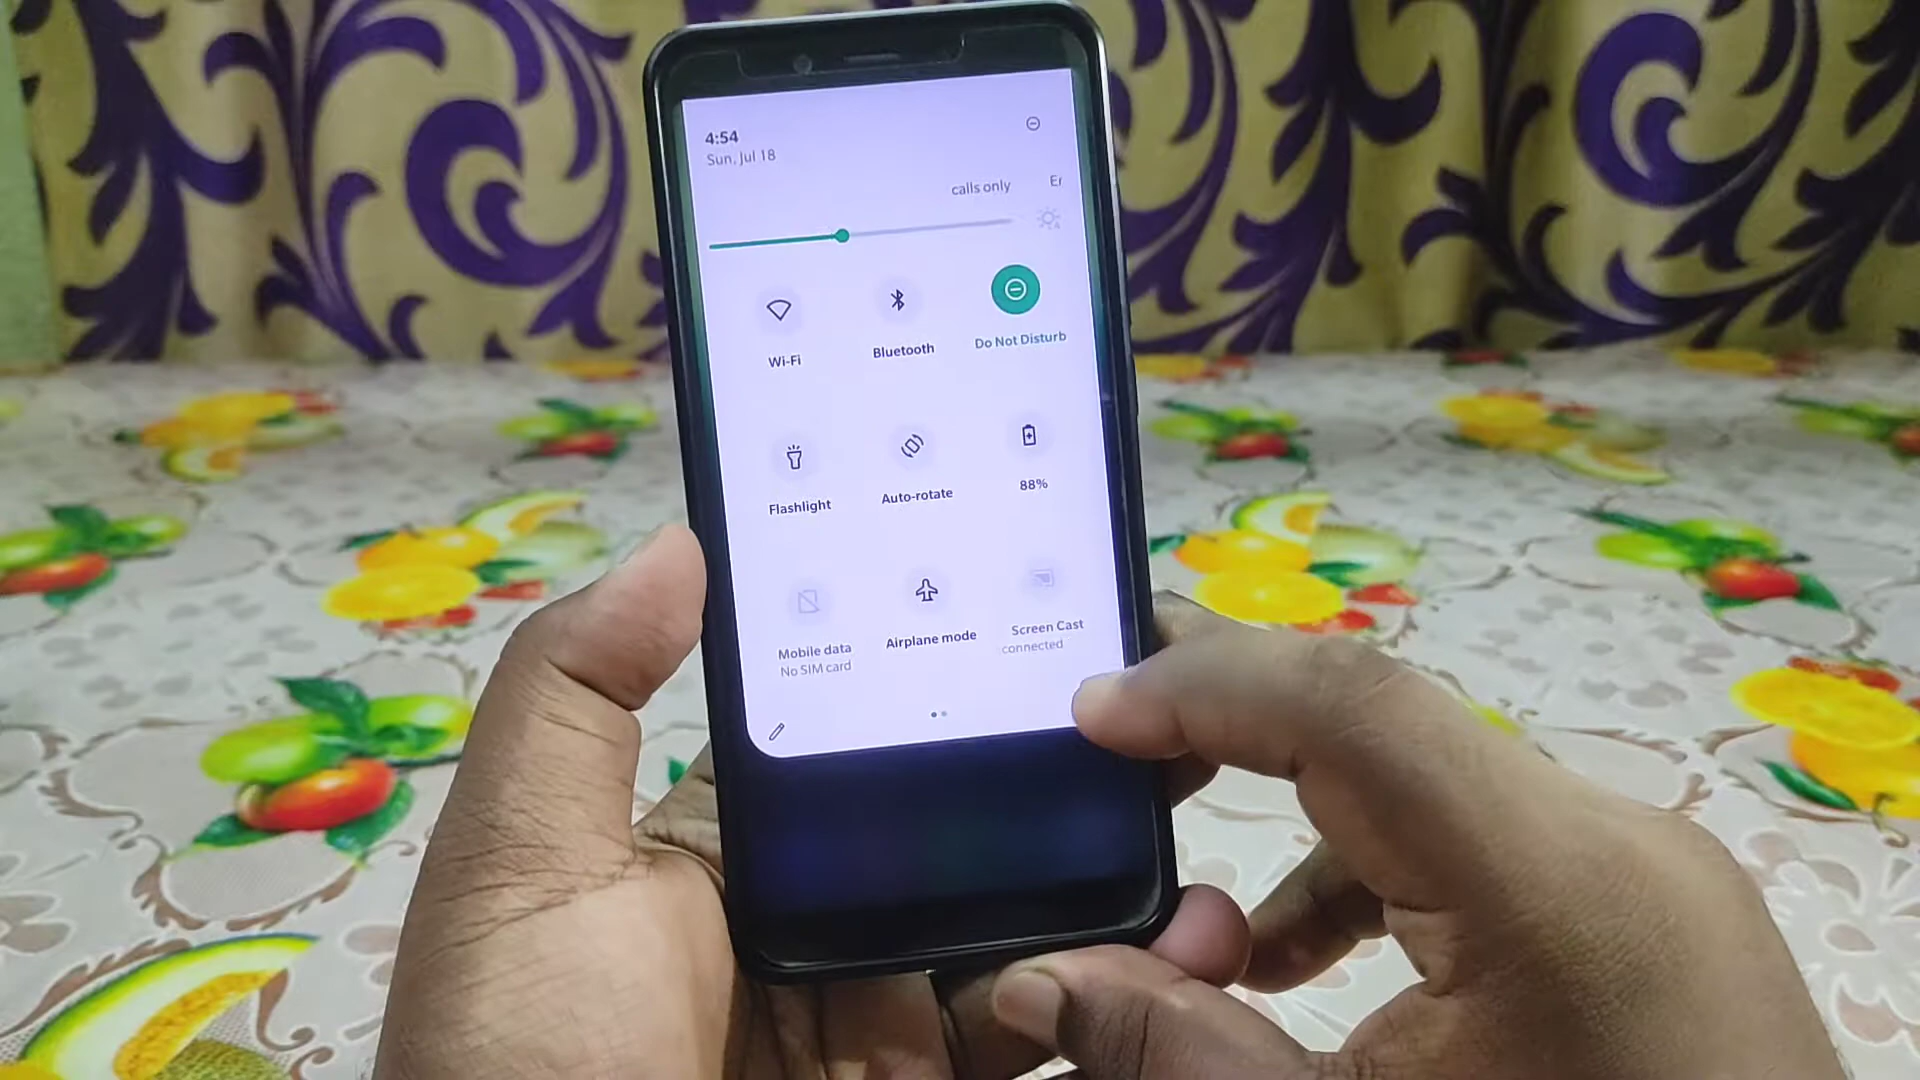 4:54
Sun, Jul 18
calls only Er
Wi-Fi
Bluetooth
Do Not Disturb
Flashlight
Auto-rotate
88%
Mobile data
No SIM card
Airplane mode
Screen Cast
connected